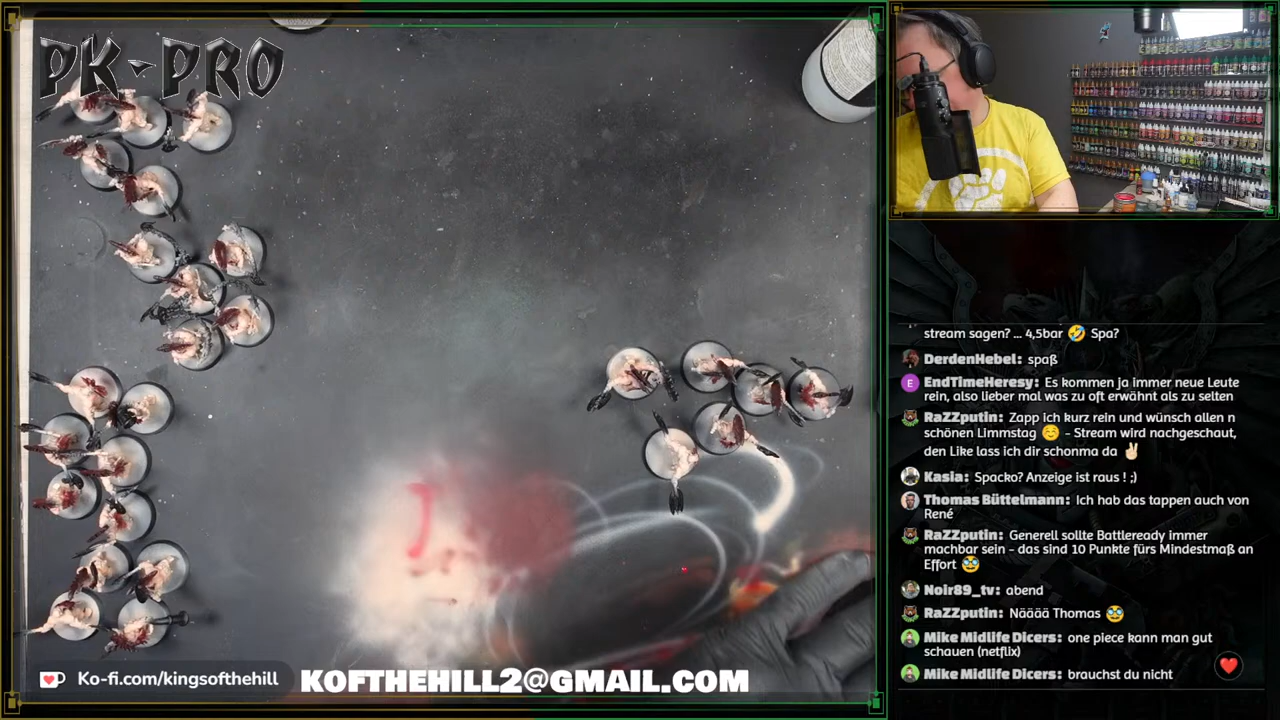 PK-PRO
Ko-fi.com/kingsofthehill
KOFTHEHILL2@GMAIL.COM
stream sagen? ... 4,5bar 🤣 Spa?
DerdenHebel: spaß
E EndTimeHeresy: Es kommen ja immer neue Leute
rein, also lieber mal was zu oft erwähnt als zu selten
RaZZputin: Zapp ich kurz rein und wünsch allen n
schönen Limmstag ☺️ - Stream wird nachgeschaut,
den Like lass ich dir schonma da ✌🏻
Kasia: Spacko? Anzeige ist raus ! ;)
Thomas Büttelmann: Ich hab das tappen auch von
René
RaZZputin: Generell sollte Battleready immer
machbar sein - das sind 10 Punkte fürs Mindestmaß an
Effort 🥸
Noir89_tv: abend
RaZZputin: Nääää Thomas 🥸
Mike Midlife Dicers: one piece kann man gut
schauen (netflix)
Mike Midlife Dicers: brauchst du nicht